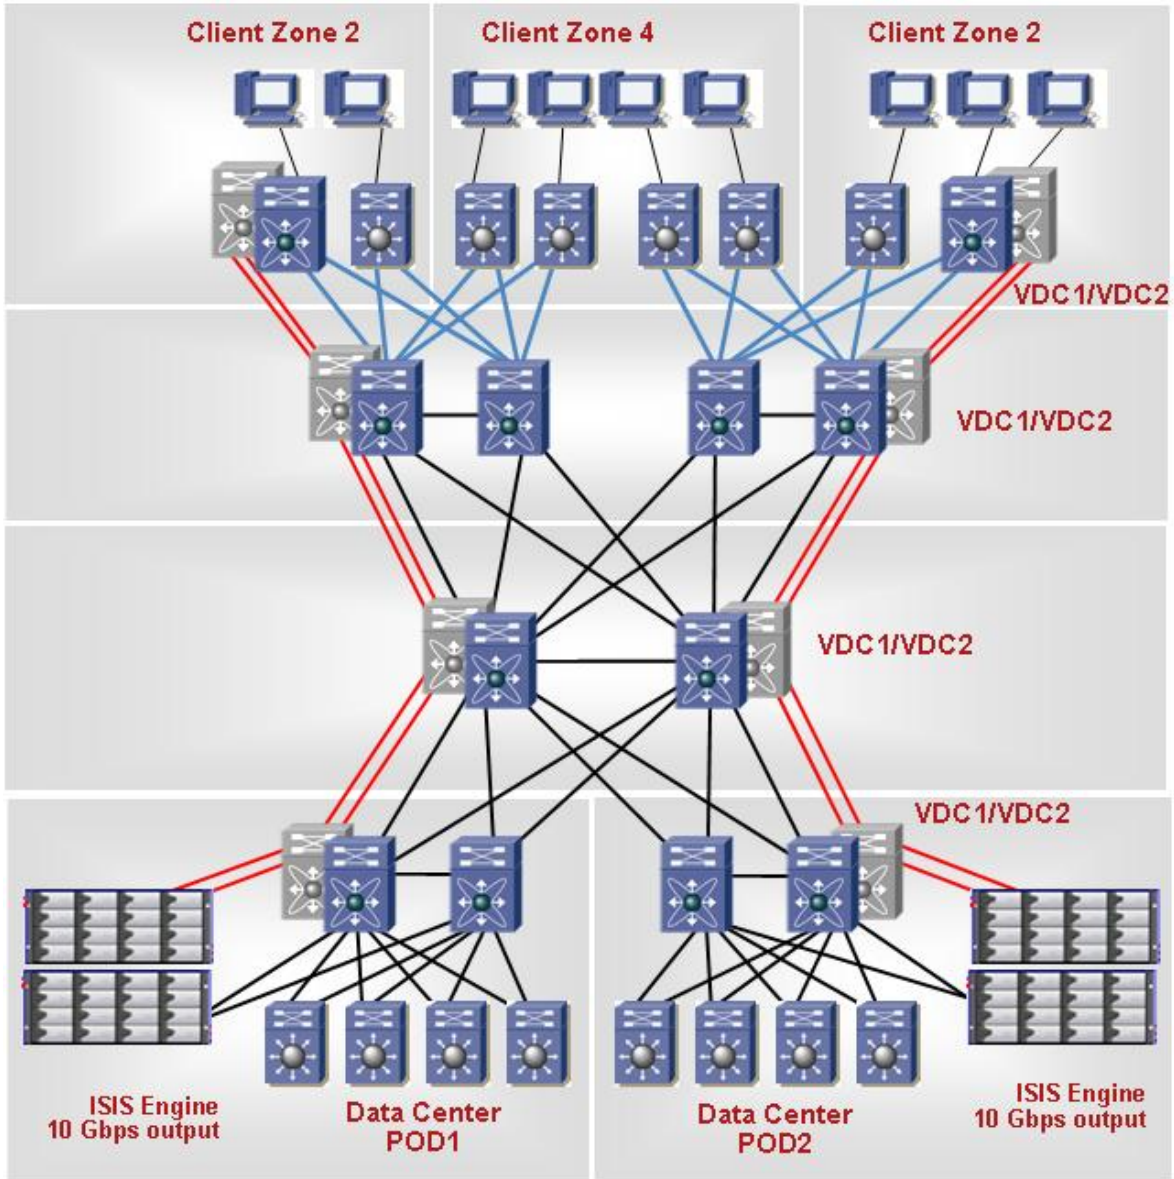 Client Zone 2
Client Zone 4
Client Zone 2
VDC1/VDC2
VDC1/VDC2
VDC1/VDC2
VDC1/VDC2
ISIS Engine
10 Gbps output
Data Center
POD1
Data Center
POD2
ISIS Engine
10 Gbps output